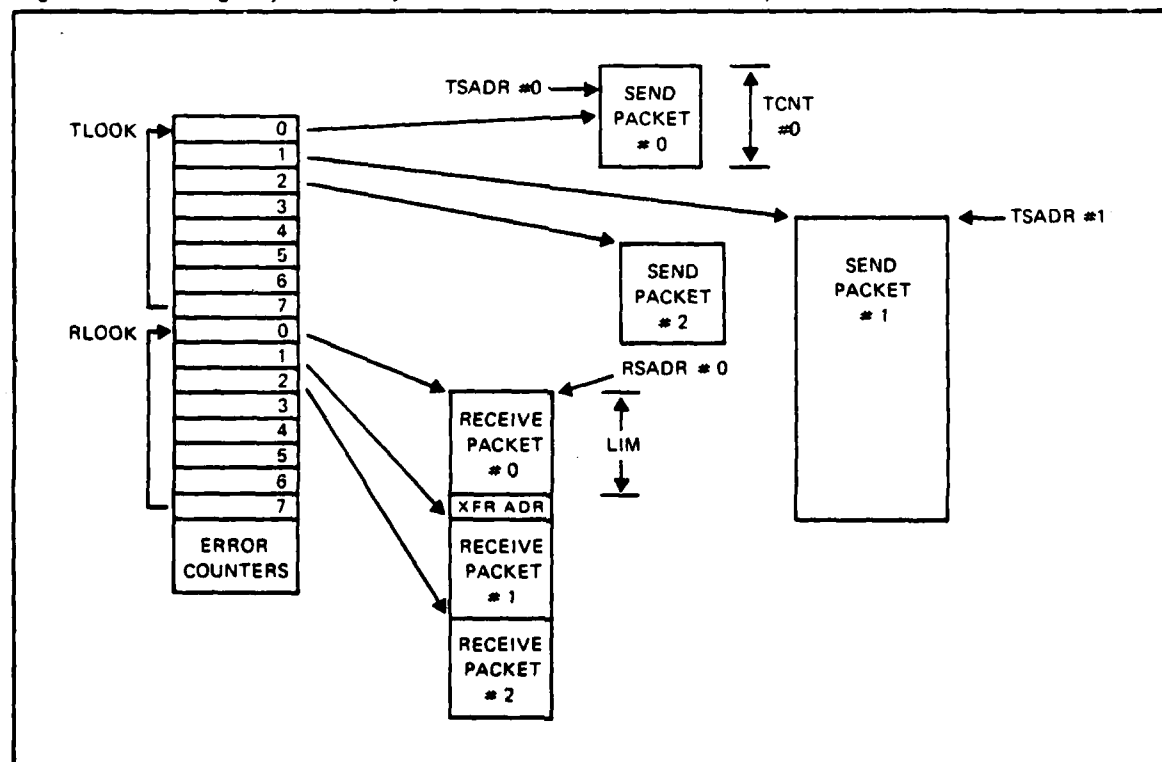 TSADR #0
SEND
PACKET
# 0
TCNT
#0
TLOOK
0
1
2
3
4
5
6
7
TSADR #1
SEND
PACKET
# 1
SEND
PACKET
# 2
RLOOK
0
1
2
3
4
5
6
7
ERROR
COUNTERS
RSADR # 0
RECEIVE
PACKET
# 0
LIM
XFR ADR
RECEIVE
PACKET
# 1
RECEIVE
PACKET
# 2